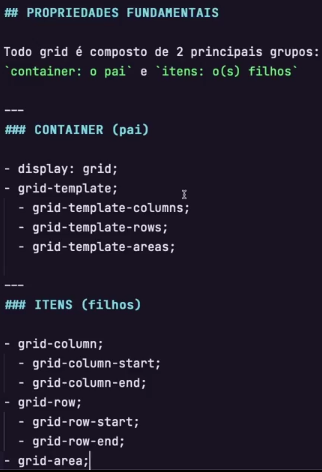 ## PROPRIEDADES FUNDAMENTAIS
Todo grid é composto de 2 principais grupos:
`container: o pai` e `itens: o(s) filhos`
---
### CONTAINER (pai)
- display: grid;
- grid-template;
- grid-template-columns;
- grid-template-rows;
- grid-template-areas;
---
### ITENS (filhos)
- grid-column;
- grid-column-start;
- grid-column-end;
- grid-row;
- grid-row-start;
- grid-row-end;
- grid-area;